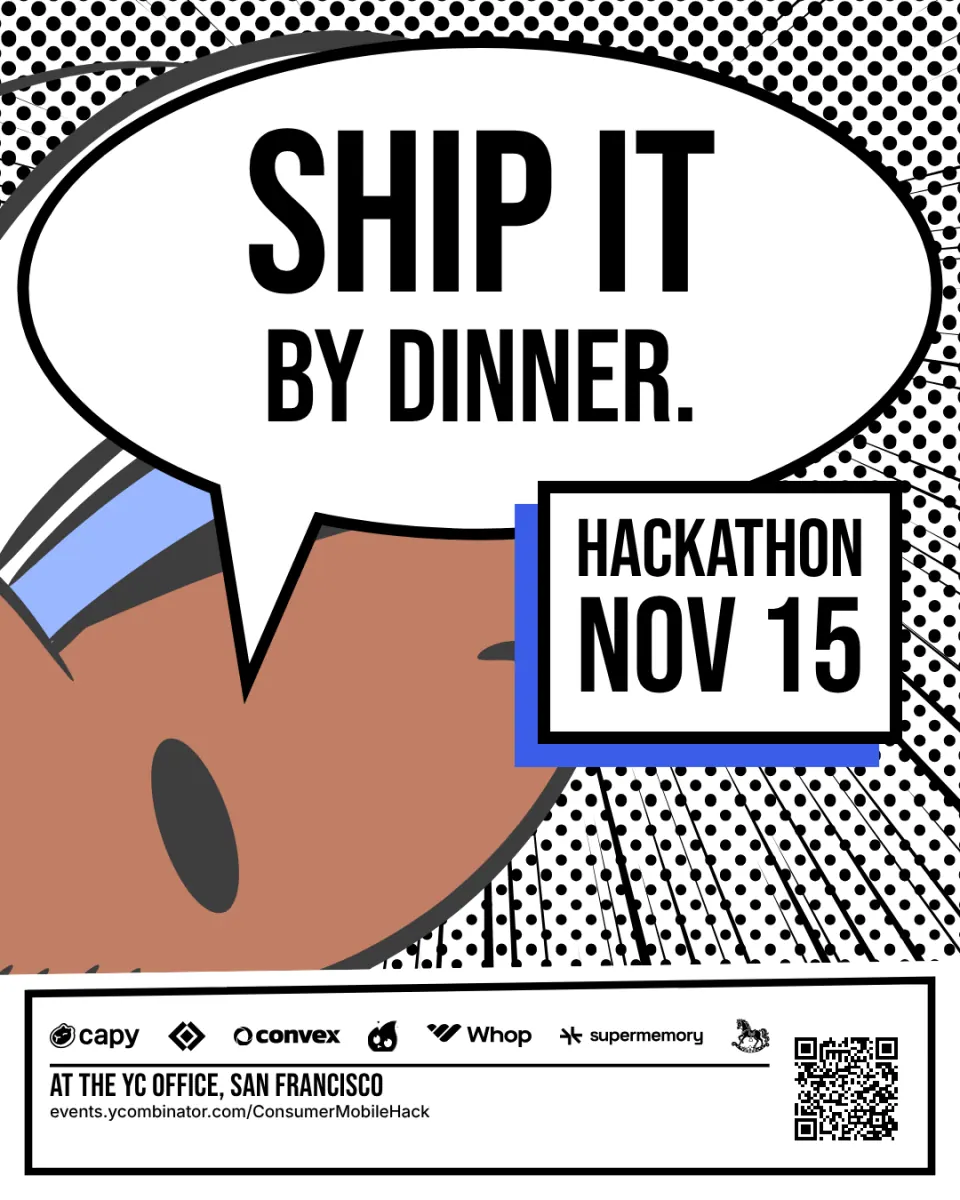 SHIP IT
BY DINNER.
HACKATHON
NOV 15
capy convex Whop supermemory
AT THE YC OFFICE, SAN FRANCISCO
events.ycombinator.com/ConsumerMobileHack